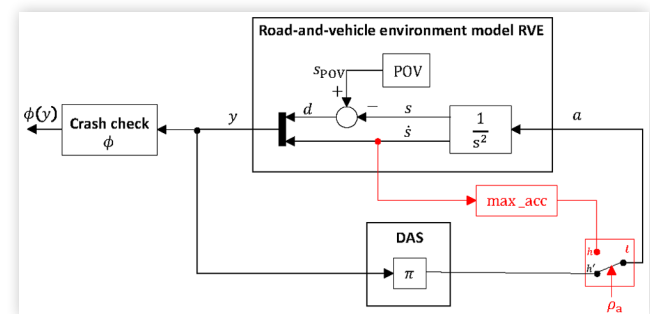 Road-and-vehicle environment model RVE
s_POV
POV
+
−
ϕ(y)
Crash check
ϕ
y
d
s
ṡ
1
s²
a
max_acc
DAS
π
h
t
h′
ρ_a